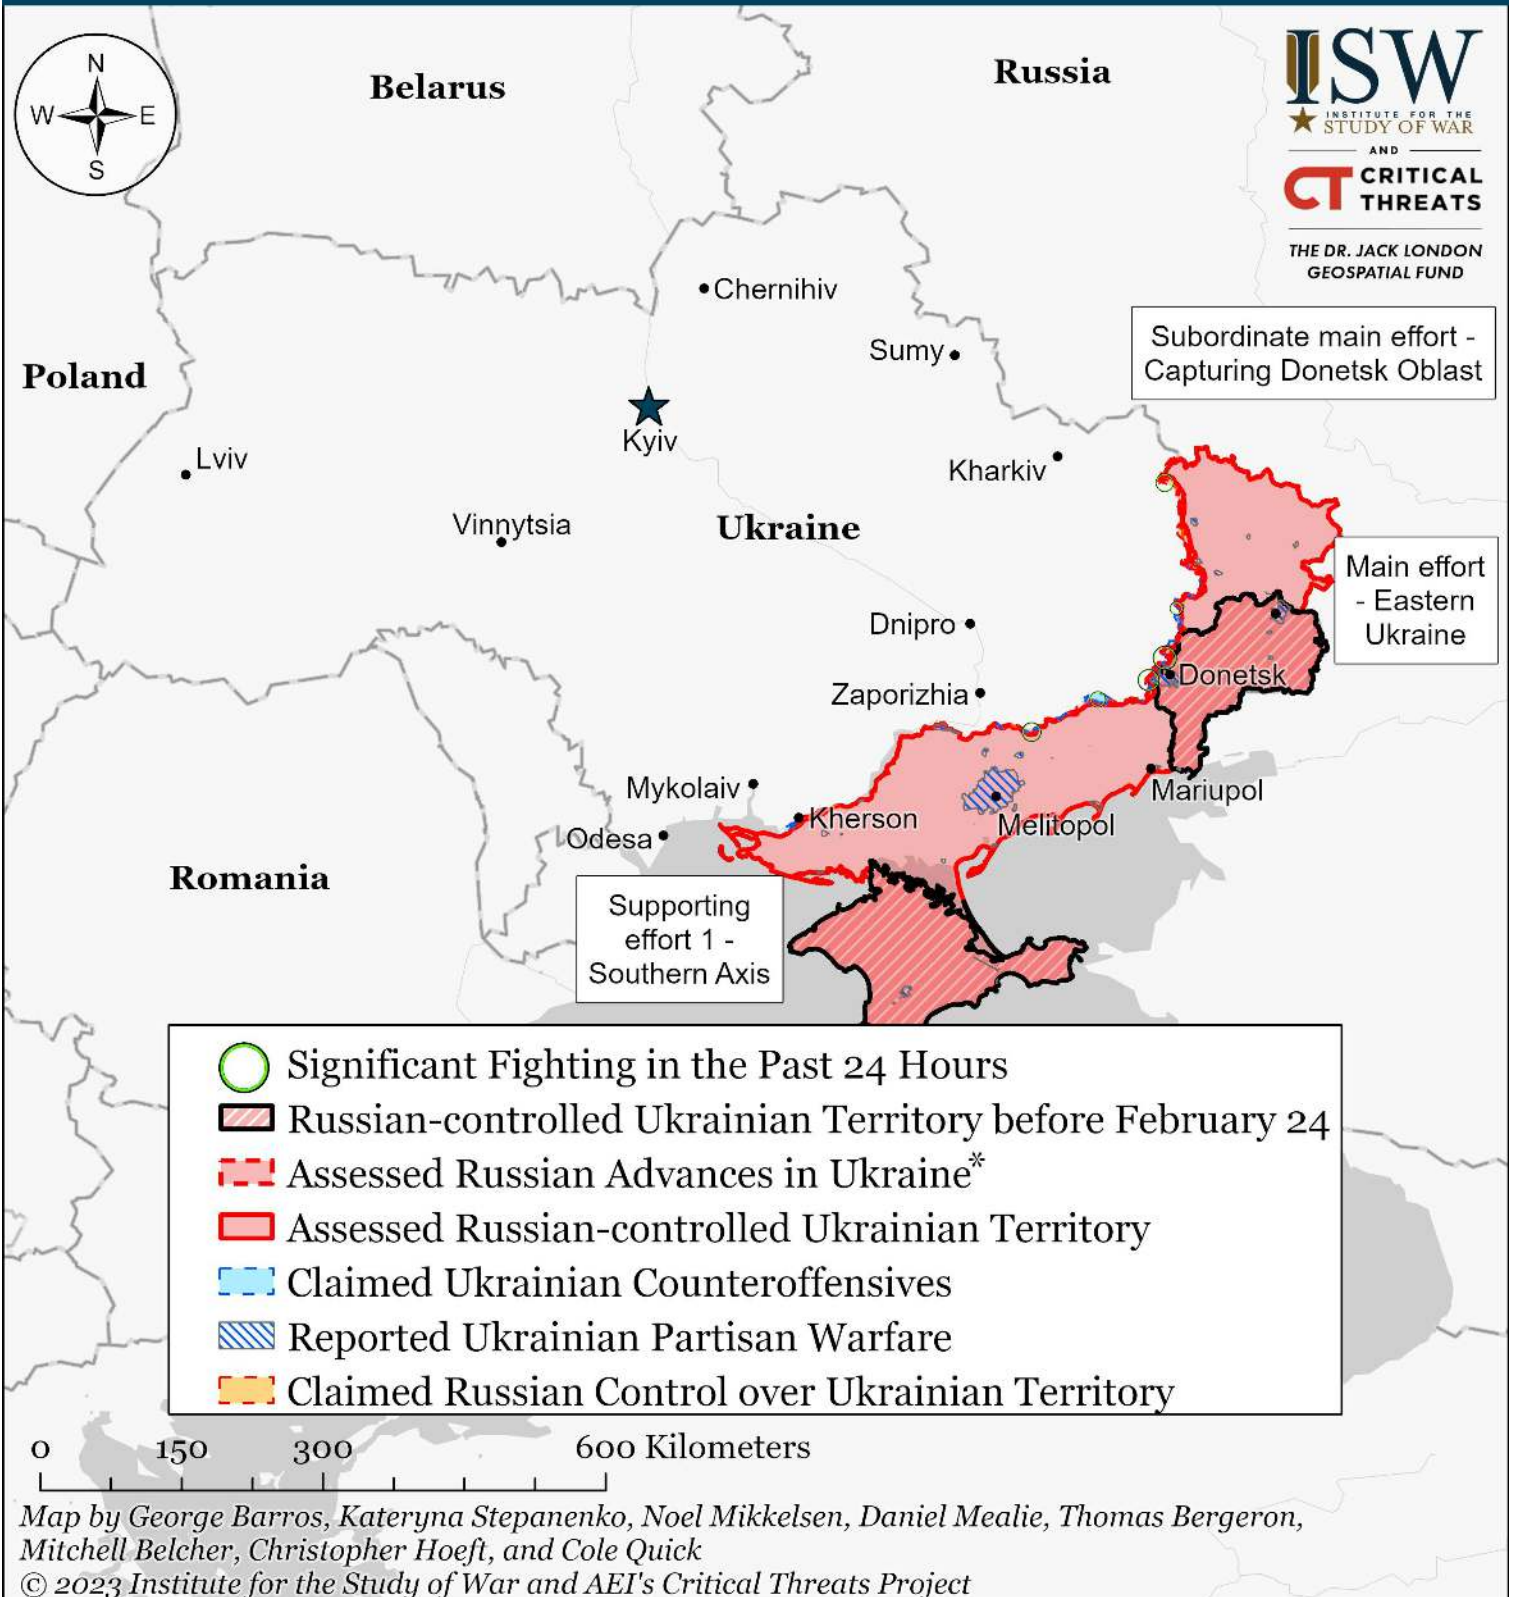 N
W E
S
Belarus
Russia
ISW
INSTITUTE FOR THE
STUDY OF WAR
AND
CT CRITICAL
THREATS
THE DR. JACK LONDON
GEOSPATIAL FUND
Chernihiv
Subordinate main effort -
Capturing Donetsk Oblast
Sumy
Poland
Kyiv
Lviv
Kharkiv
Vinnytsia
Ukraine
Main effort
- Eastern
Ukraine
Dnipro
Donetsk
Zaporizhia
Mykolaiv
Mariupol
Kherson
Melitopol
Odesa
Romania
Supporting
effort 1 -
Southern Axis
Significant Fighting in the Past 24 Hours
Russian-controlled Ukrainian Territory before February 24
Assessed Russian Advances in Ukraine*
Assessed Russian-controlled Ukrainian Territory
Claimed Ukrainian Counteroffensives
Reported Ukrainian Partisan Warfare
Claimed Russian Control over Ukrainian Territory
0 150 300 600 Kilometers
Map by George Barros, Kateryna Stepanenko, Noel Mikkelsen, Daniel Mealie, Thomas Bergeron,
Mitchell Belcher, Christopher Hoeft, and Cole Quick
© 2023 Institute for the Study of War and AEI's Critical Threats Project